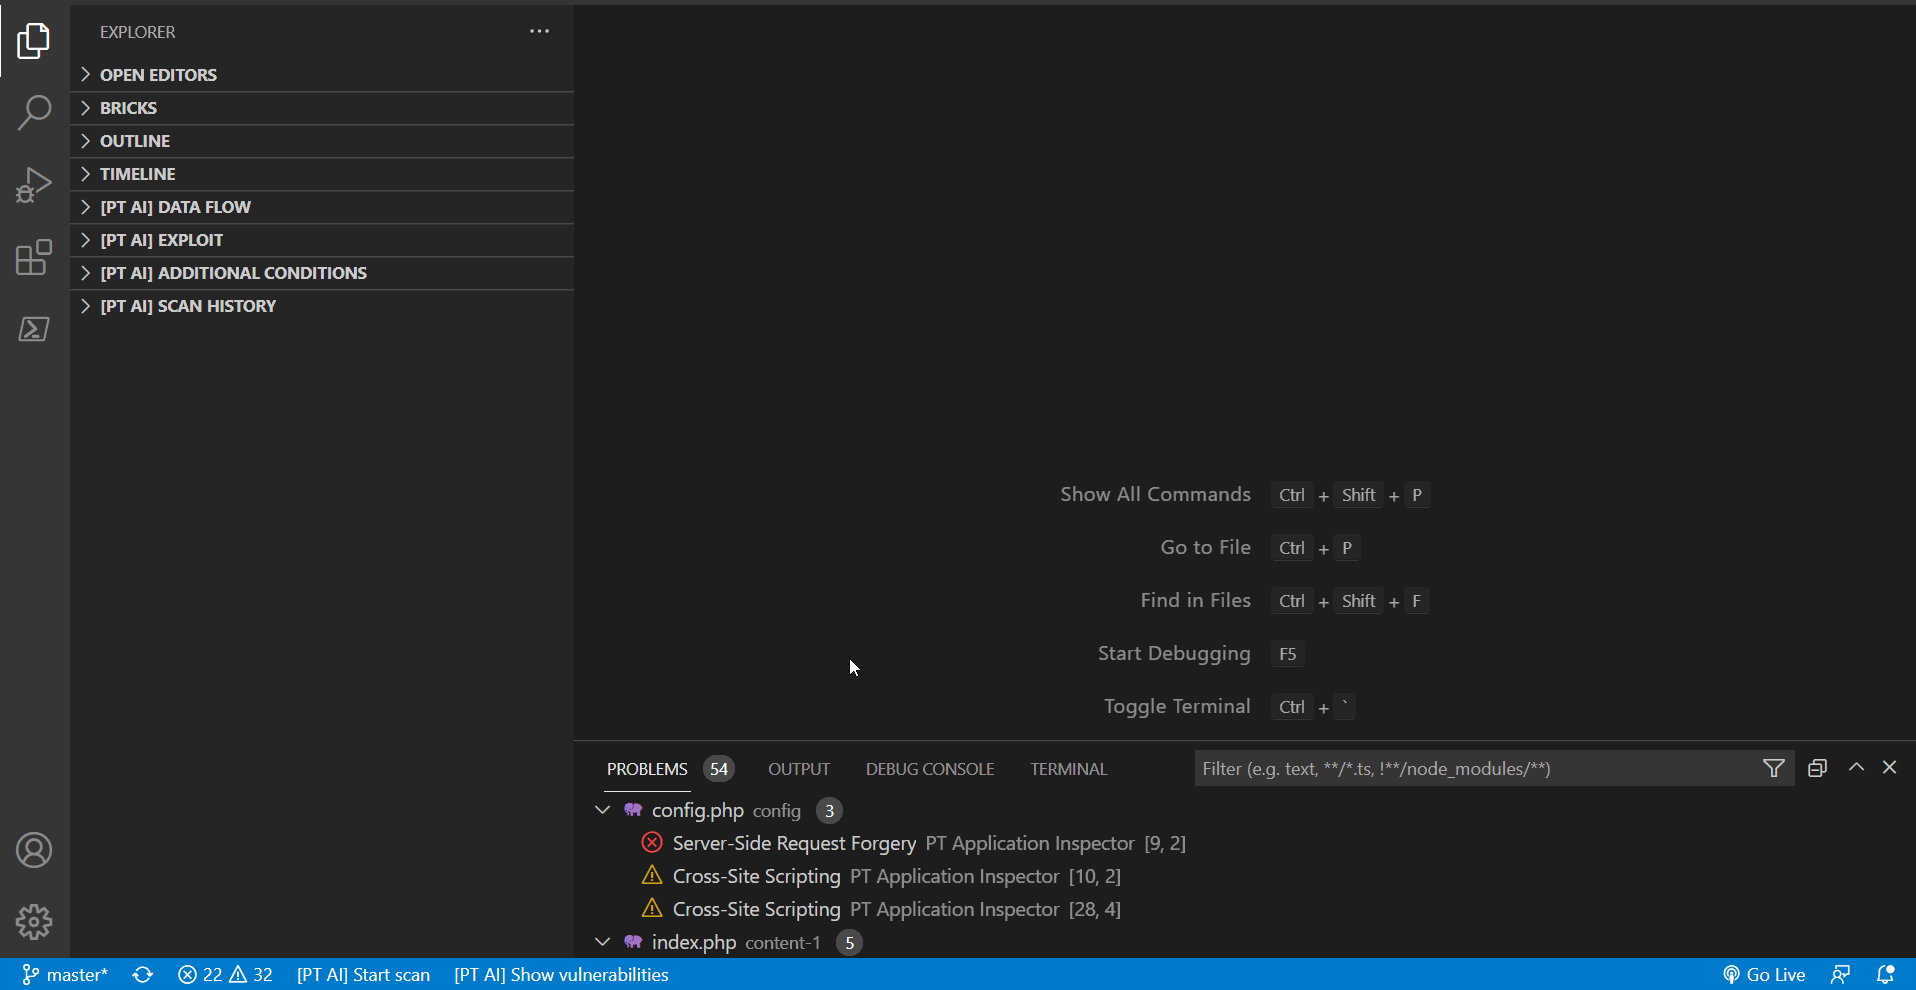 EXPLORER
OPEN EDITORS
BRICKS
OUTLINE
TIMELINE
[PT AI] DATA FLOW
[PT AI] EXPLOIT
[PT AI] ADDITIONAL CONDITIONS
[PT AI] SCAN HISTORY
Show All Commands Ctrl + Shift + P
Go to File Ctrl + P
Find in Files Ctrl + Shift + F
Start Debugging F5
Toggle Terminal Ctrl + `
PROBLEMS 54 OUTPUT DEBUG CONSOLE TERMINAL Filter (e.g. text, **/*.ts, !**/node_modules/**)
config.php config 3
Server-Side Request Forgery PT Application Inspector [9, 2]
Cross-Site Scripting PT Application Inspector [10, 2]
Cross-Site Scripting PT Application Inspector [28, 4]
index.php content-1 5
master* 22 32 [PT AI] Start scan [PT AI] Show vulnerabilities Go Live